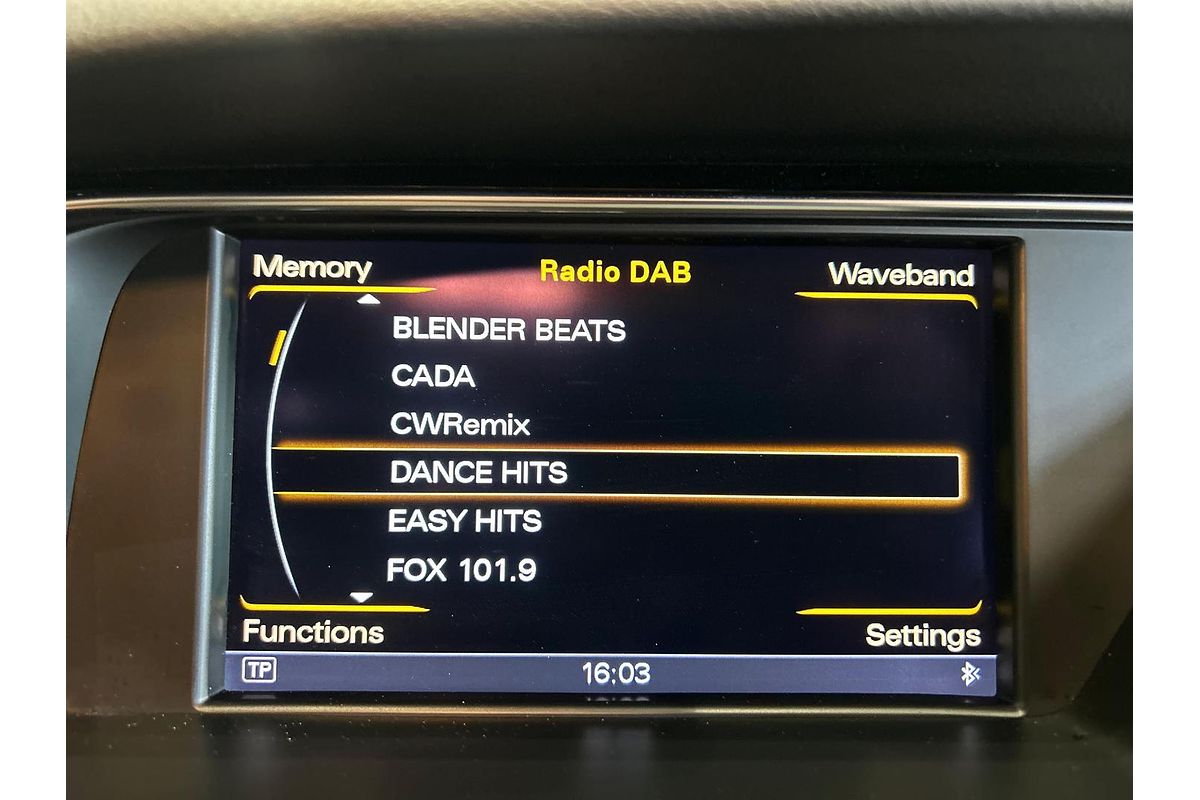 Memory Radio DAB Waveband
BLENDER BEATS
CADA
CWRemix
DANCE HITS
EASY HITS
FOX 101.9
Functions Settings
TP 16:03